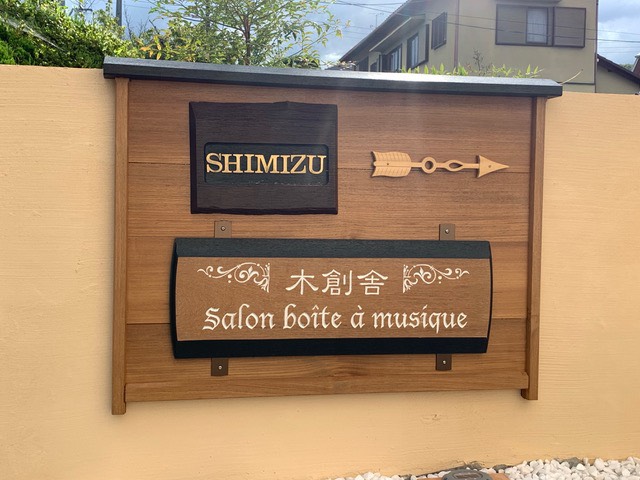 SHIMIZU
木創舎
Salon boîte à musique